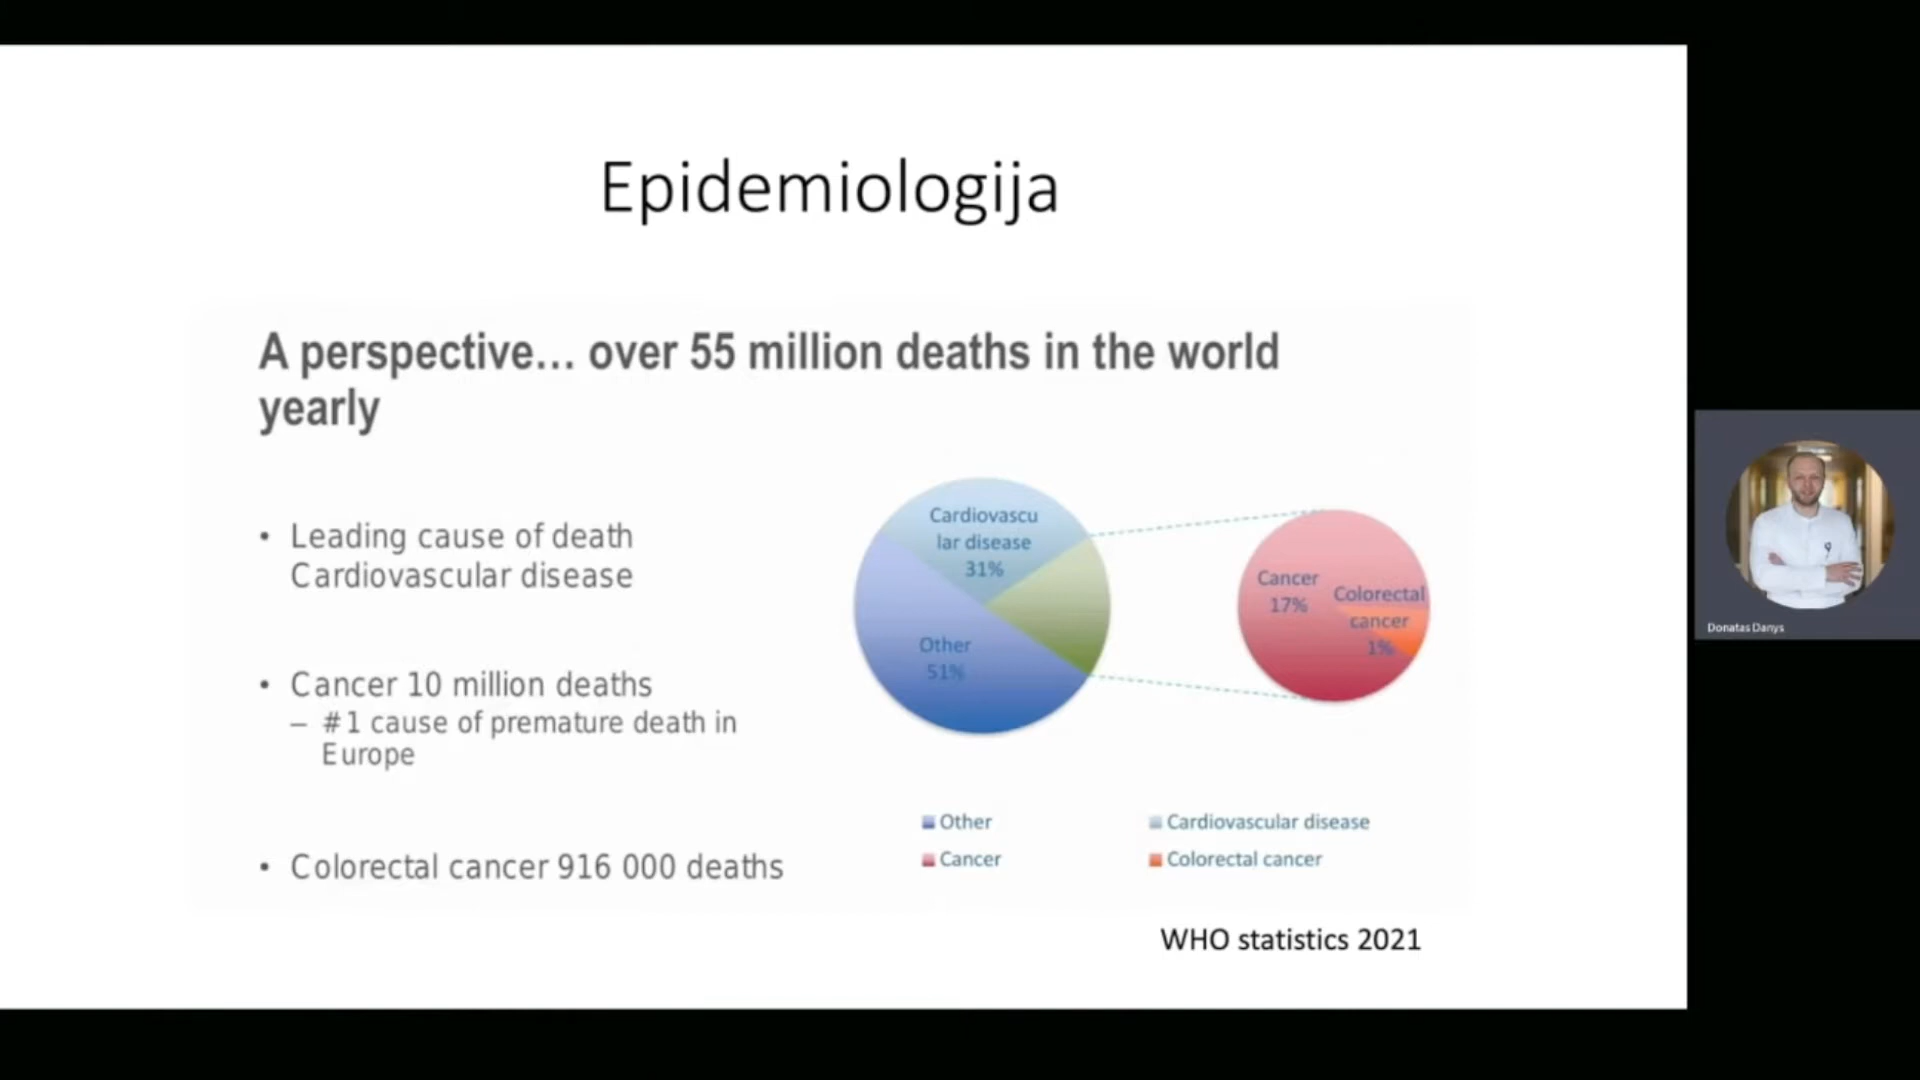 Epidemiologija
A perspective... over 55 million deaths in the world
yearly
• Leading cause of death
Cardiovascular disease
• Cancer 10 million deaths
– #1 cause of premature death in
Europe
• Colorectal cancer 916 000 deaths
Cardiovascu
lar disease
31%
Other
51%
Cancer
17%
Colorectal
cancer
1%
Other
Cardiovascular disease
Cancer
Colorectal cancer
WHO statistics 2021
Donatas Danys